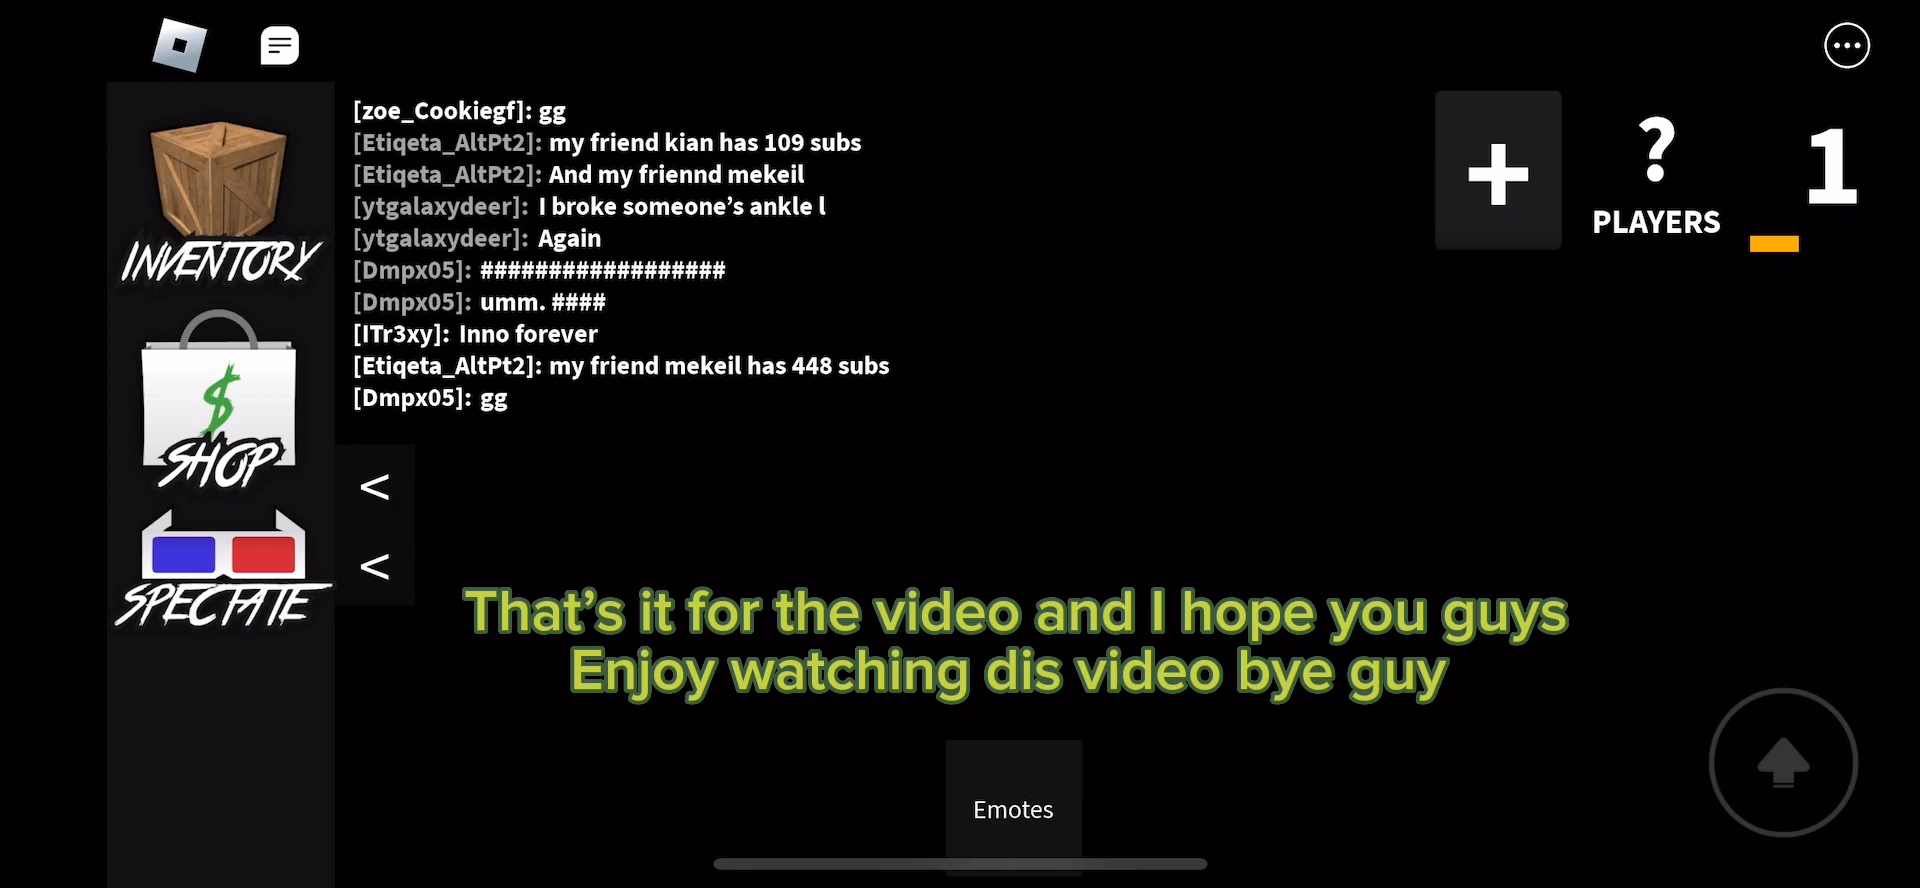 [zoe_Cookiegf]: gg
[Etiqeta_AltPt2]: my friend kian has 109 subs
[Etiqeta_AltPt2]: And my friennd mekeil
[ytgalaxydeer]: I broke someone’s ankle l
[ytgalaxydeer]: Again
[Dmpx05]: ##################
[Dmpx05]: umm. ####
[ITr3xy]: Inno forever
[Etiqeta_AltPt2]: my friend mekeil has 448 subs
[Dmpx05]: gg
INVENTORY
$
SHOP
SPECTATE
<
<
+
?
PLAYERS
1
That’s it for the video and I hope you guys
Enjoy watching dis video bye guy
Emotes